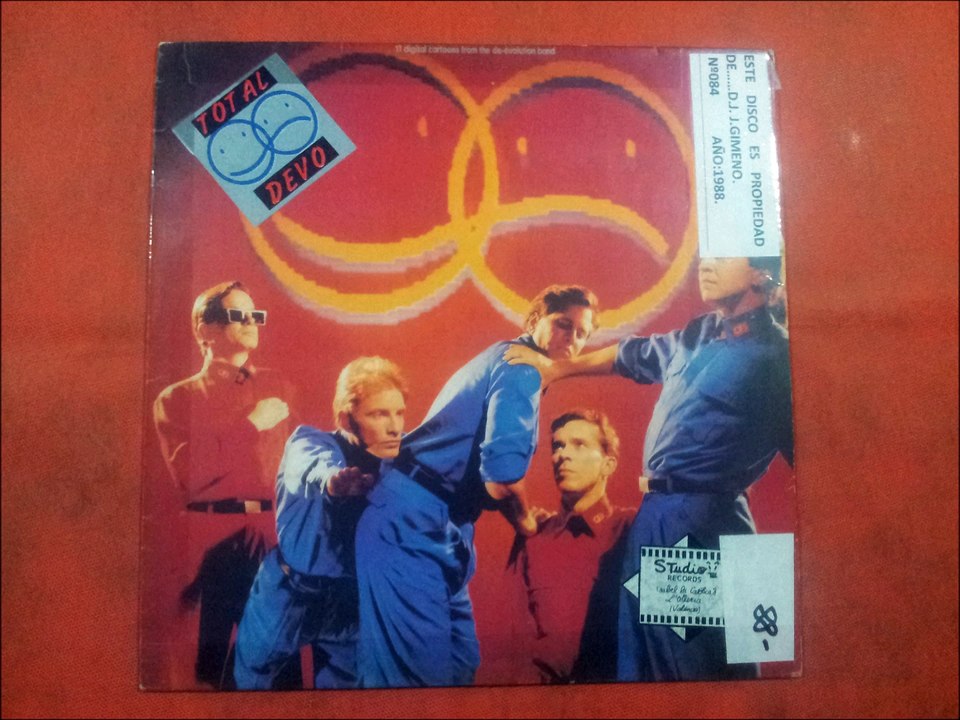 11 digital cartoons from the de-evolution band
TOTAL
DEVO
ESTE DISCO ES PROPIEDAD
DE......D.J. J.GIMENO.
Nº084 AÑO:1988.
STudio
RECORDS